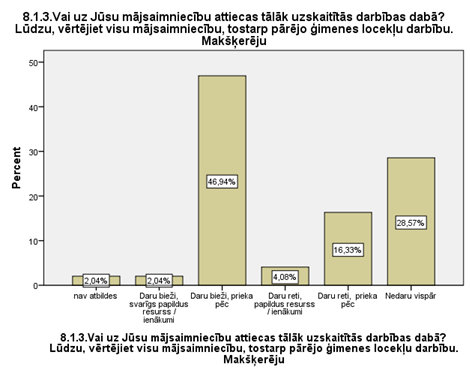 8.1.3.Vai uz Jūsu mājsaimniecību attiecas tālāk uzskaitītās darbības dabā?
Lūdzu, vērtējiet visu mājsaimniecību, tostarp pārējo ģimenes locekļu darbību.
Makšķerēju
50
40
30
20
10
0
Percent
2,04%
2,04%
46,94%
4,08%
16,33%
28,57%
nav atbildes
Daru bieži,
svarīgs papildus
resurss /
ienākumi
Daru bieži, prieka
pēc
Daru reti,
papildus resurss
/ ienākumi
Daru reti, prieka
pēc
Nedaru vispār
8.1.3.Vai uz Jūsu mājsaimniecību attiecas tālāk uzskaitītās darbības dabā?
Lūdzu, vērtējiet visu mājsaimniecību, tostarp pārējo ģimenes locekļu darbību.
Makšķerēju